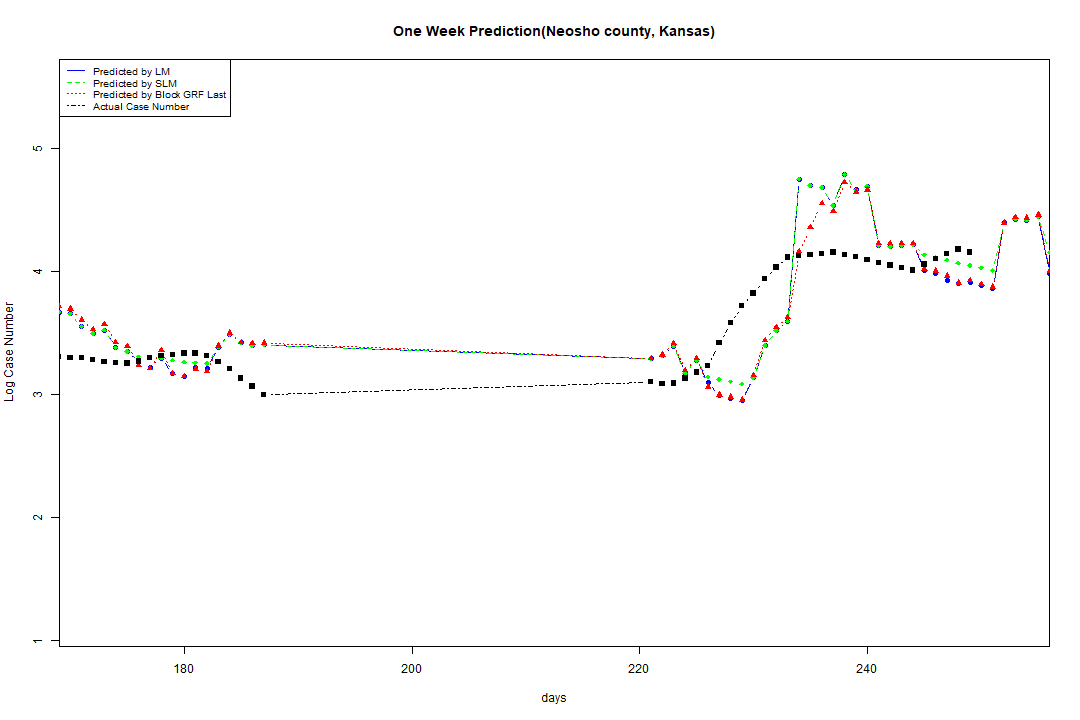 One Week Prediction(Neosho county, Kansas)
Predicted by LM
Predicted by SLM
Predicted by Block GRF Last
Actual Case Number
5
4
3
2
1
Log Case Number
180 200 220 240
days